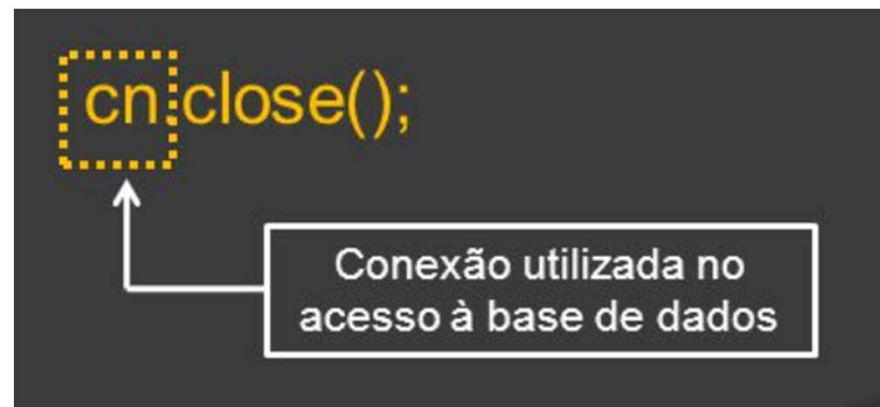 cn.close();
Conexão utilizada no
acesso à base de dados